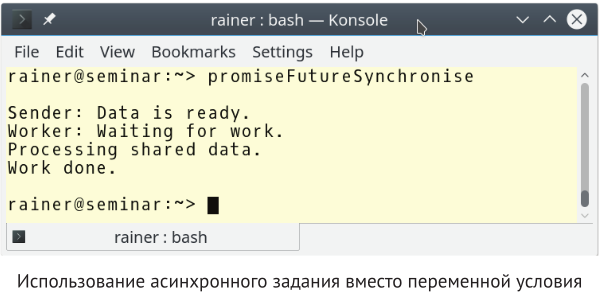 rainer : bash — Konsole
File Edit View Bookmarks Settings Help
rainer@seminar:~> promiseFutureSynchronise
Sender: Data is ready.
Worker: Waiting for work.
Processing shared data.
Work done.
rainer@seminar:~>
rainer : bash
Использование асинхронного задания вместо переменной условия